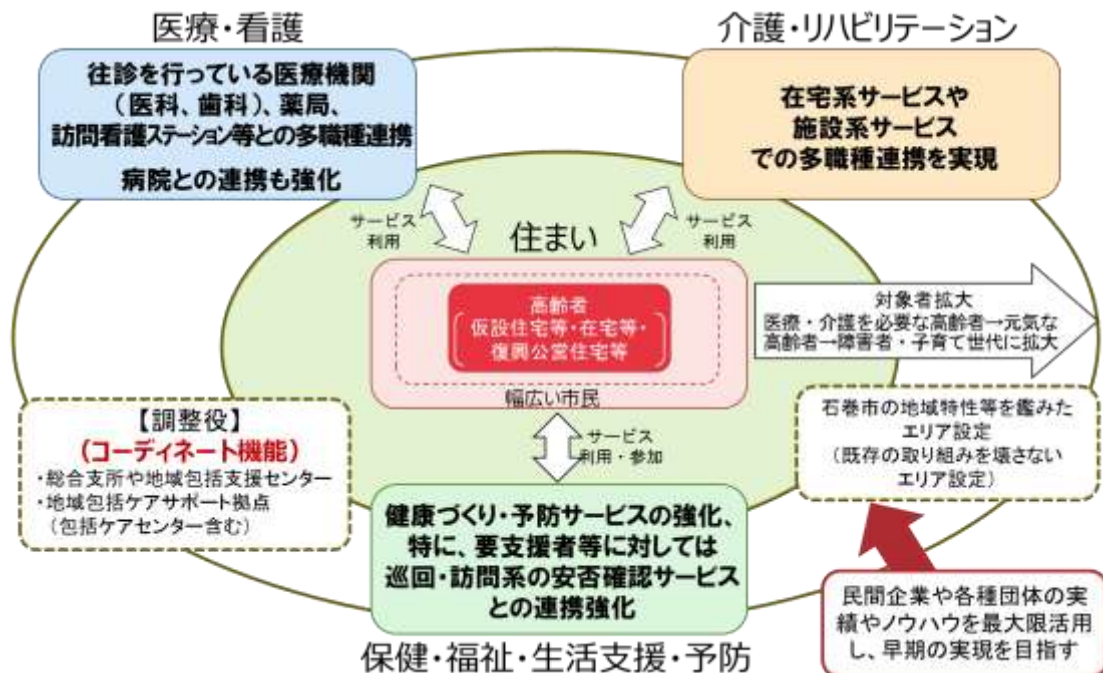 医療・看護
往診を行っている医療機関
(医科、歯科)、薬局、
訪問看護ステーション等との多職種連携
病院との連携も強化
介護・リハビリテーション
在宅系サービスや
施設系サービス
での多職種連携を実現
サービス
利用
住まい
サービス
利用
高齢者
仮設住宅等・在宅等・
復興公営住宅等
幅広い市民
対象者拡大
医療・介護を必要な高齢者→元気な
高齢者→障害者・子育て世代に拡大
【調整役】
(コーディネート機能)
・総合支所や地域包括支援センター
・地域包括ケアサポート拠点
(包括ケアセンター含む)
サービス
利用・参加
石巻市の地域特性等を鑑みた
エリア設定
(既存の取り組みを壊さない
エリア設定)
健康づくり・予防サービスの強化、
特に、要支援者等に対しては
巡回・訪問系の安否確認サービス
との連携強化
保健・福祉・生活支援・予防
民間企業や各種団体の実
績やノウハウを最大限活用
し、早期の実現を目指す